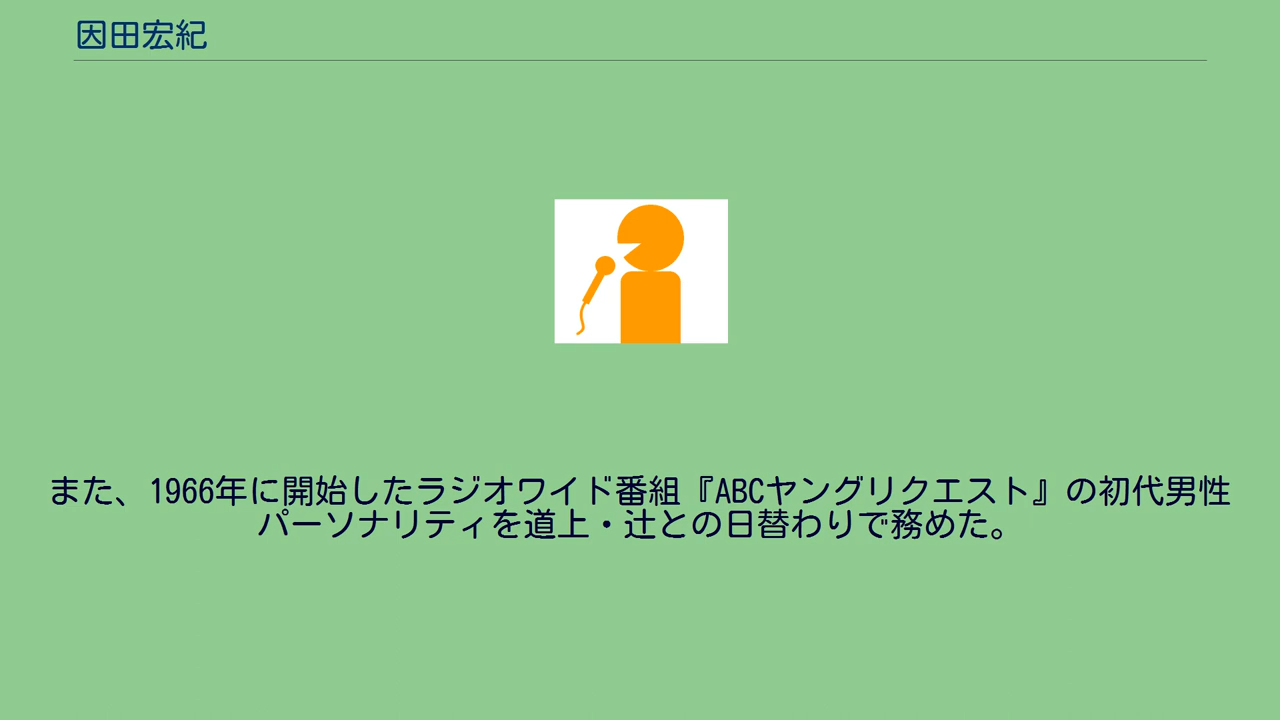 因田宏紀
また、1966年に開始したラジオワイド番組『ABCヤングリクエスト』の初代男性
パーソナリティを道上・辻との日替わりで務めた。